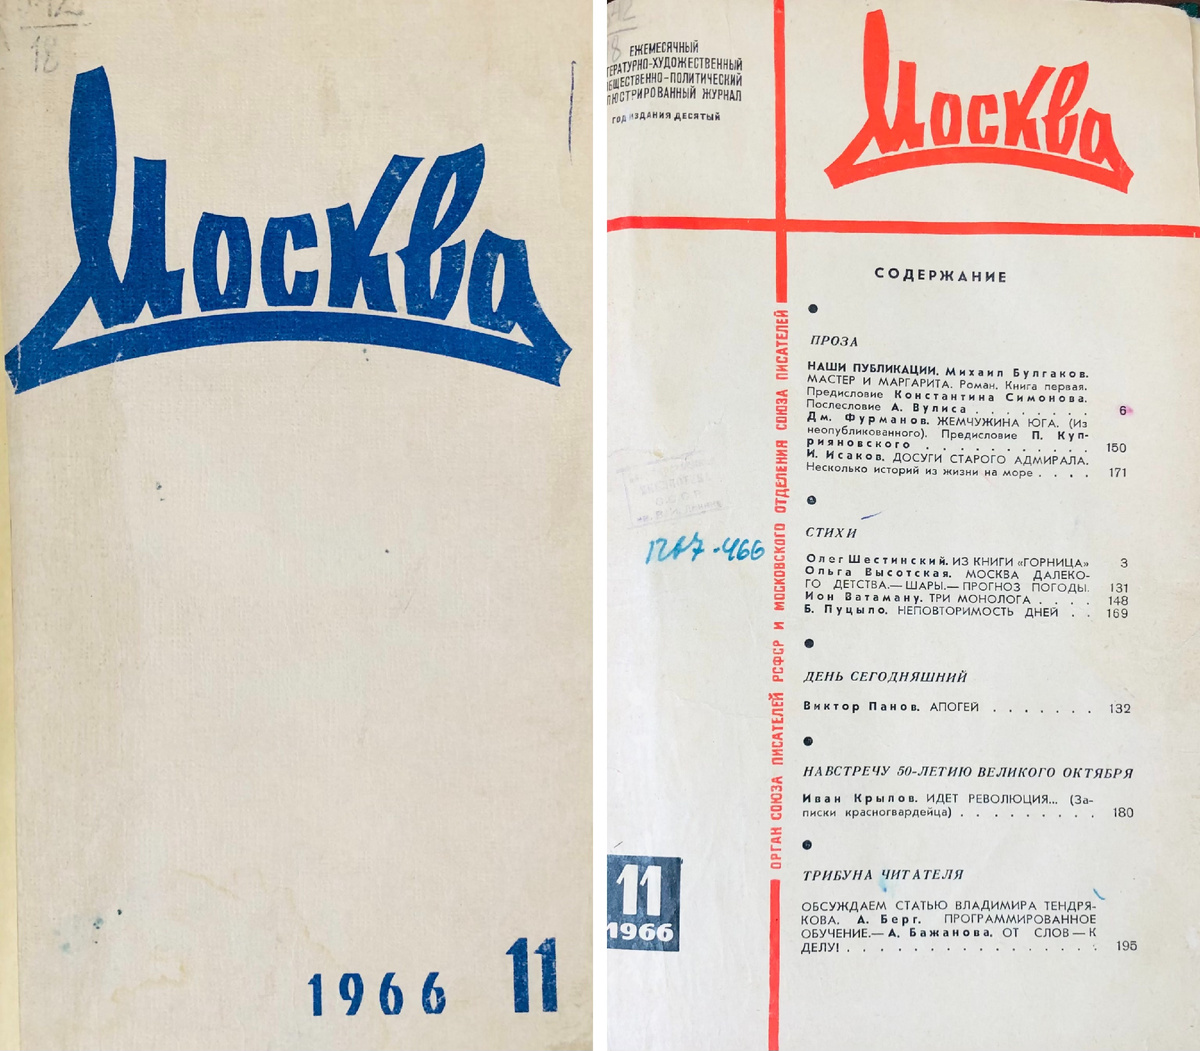 18
Москва
1966 11
ЕЖЕМЕСЯЧНЫЙ
ТЕРАТУРНО-ХУДОЖЕСТВЕННЫЙ
БЩЕСТВЕННО-ПОЛИТИЧЕСКИЙ
ЮСТРИРОВАННЫЙ ЖУРНАЛ
ГОД ИЗДАНИЯ ДЕСЯТЫЙ
Москва
ОРГАН СОЮЗА ПИСАТЕЛЕЙ РСФСР И МОСКОВСКОГО ОТДЕЛЕНИЯ СОЮЗА ПИСАТЕЛЕЙ
СОДЕРЖАНИЕ
ПРОЗА
НАШИ ПУБЛИКАЦИИ. Михаил Булгаков.
МАСТЕР И МАРГАРИТА. Роман. Книга первая.
Предисловие Константина Симонова.
Послесловие А. Вулиса . . . . . . . . 6
Дм. Фурманов. ЖЕМЧУЖИНА ЮГА. (Из
неопубликованного). Предисловие П. Куп-
рияновского . . . . . . . . . . . 150
И. Исаков. ДОСУГИ СТАРОГО АДМИРАЛА.
Несколько историй из жизни на море . . . . 171
СТИХИ
Олег Шестинский. ИЗ КНИГИ «ГОРНИЦА» 3
Ольга Высотская. МОСКВА ДАЛЕКО-
ГО ДЕТСТВА.— ШАРЫ.— ПРОГНОЗ ПОГОДЫ. 131
Ион Ватаману. ТРИ МОНОЛОГА . . . . 148
Б. Пуцыло. НЕПОВТОРИМОСТЬ ДНЕЙ . . 169
ДЕНЬ СЕГОДНЯШНИЙ
Виктор Панов. АПОГЕЙ . . . . . . . 132
НАВСТРЕЧУ 50-ЛЕТИЮ ВЕЛИКОГО ОКТЯБРЯ
Иван Крылов. ИДЕТ РЕВОЛЮЦИЯ... (За-
писки красногвардейца) . . . . . . . . . 180
ТРИБУНА ЧИТАТЕЛЯ
ОБСУЖДАЕМ СТАТЬЮ ВЛАДИМИРА ТЕНДРЯ-
КОВА. А. Берг. ПРОГРАММИРОВАННОЕ
ОБУЧЕНИЕ.— А. Бажанова. ОТ СЛОВ — К
ДЕЛУ! . . . . . . . . . . . . . . . . 195
11
1966